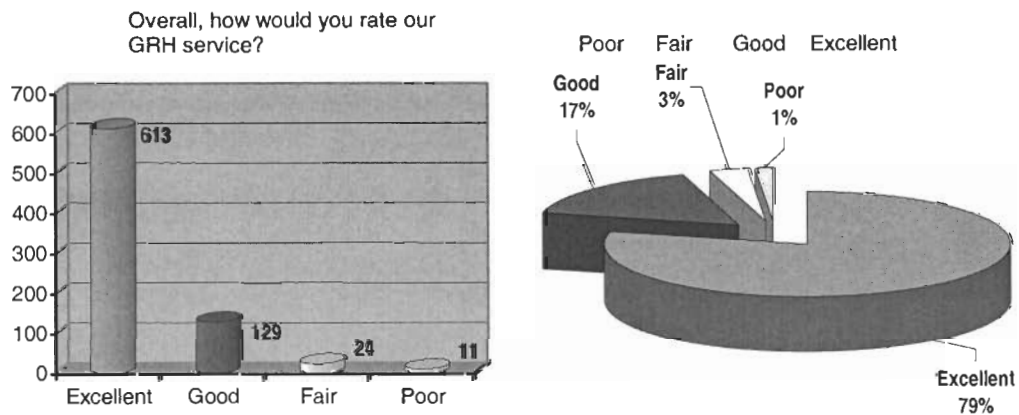 Overall, how would you rate our
GRH service?
700
600
500
400
300
200
100
0
613
129
24
11
Excellent Good Fair Poor
Poor Fair Good Excellent
Good
17%
Fair
3%
Poor
1%
Excellent
79%